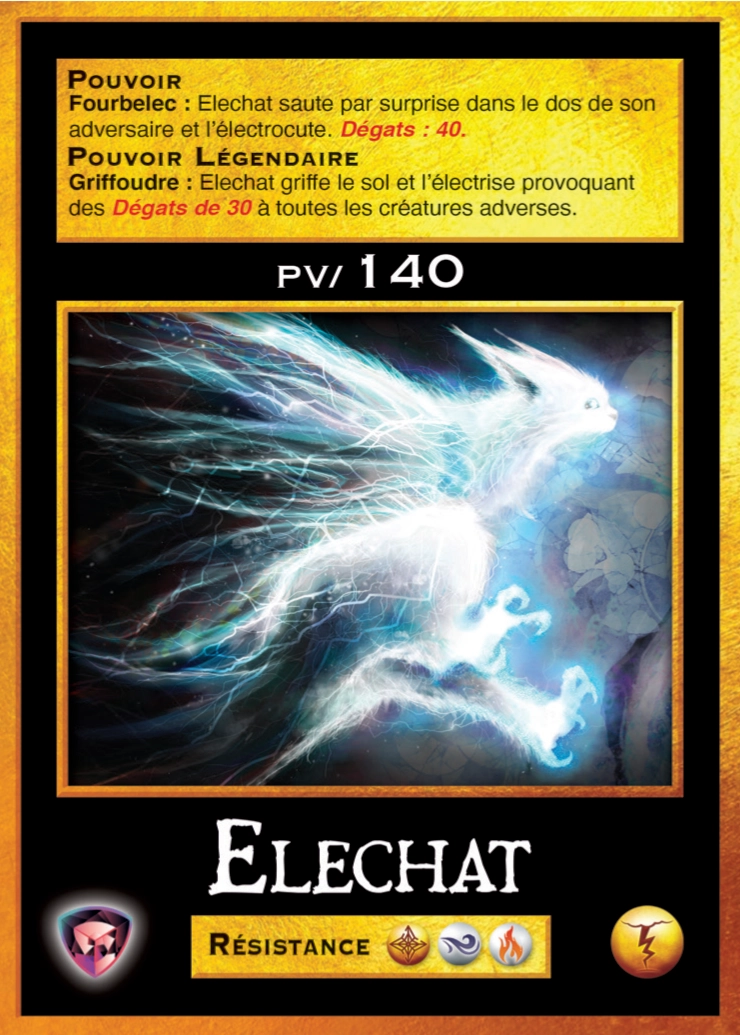 Pouvoir
Fourbelec : Elechat saute par surprise dans le dos de son
adversaire et l'électrocute. Dégats : 40.
Pouvoir Légendaire
Griffoudre : Elechat griffe le sol et l'électrise provoquant
des Dégats de 30 à toutes les créatures adverses.
PV/ 140
Elechat
Résistance